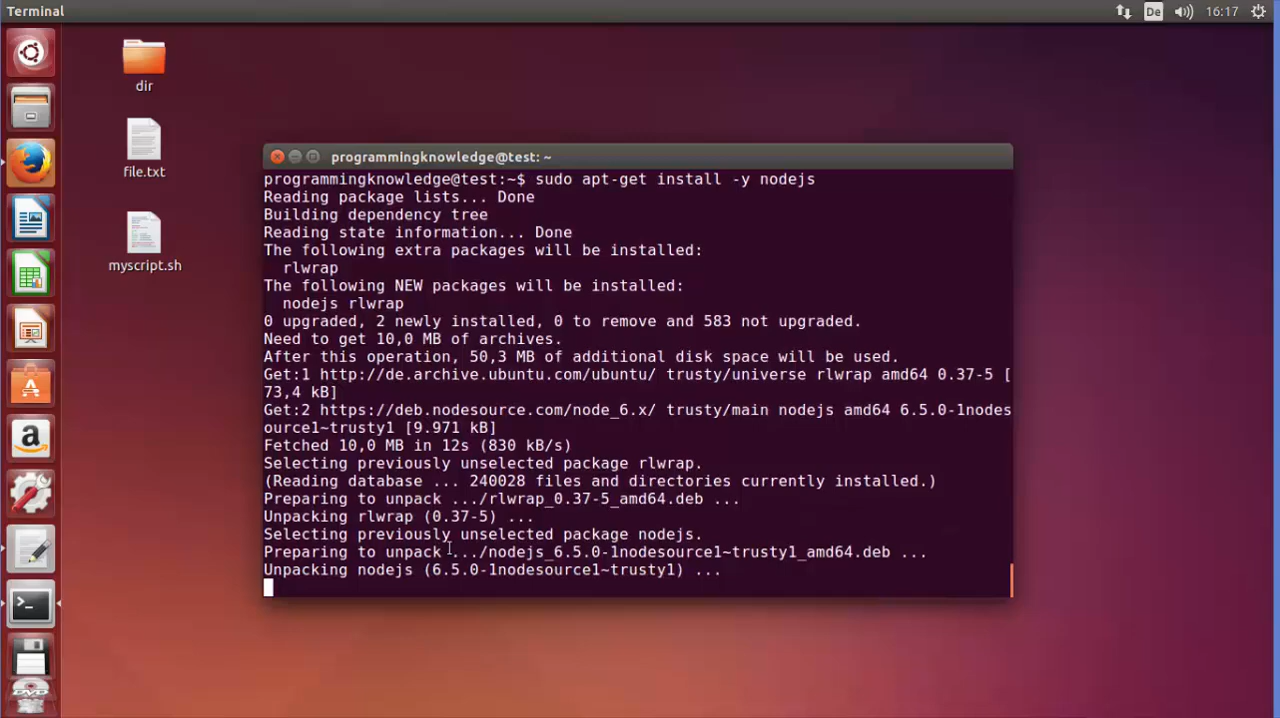 Terminal
De
16:17
dir
file.txt
myscript.sh
programmingknowledge@test: ~
programmingknowledge@test:~$ sudo apt-get install -y nodejs
Reading package lists... Done
Building dependency tree
Reading state information... Done
The following extra packages will be installed:
rlwrap
The following NEW packages will be installed:
nodejs rlwrap
0 upgraded, 2 newly installed, 0 to remove and 583 not upgraded.
Need to get 10,0 MB of archives.
After this operation, 50,3 MB of additional disk space will be used.
Get:1 http://de.archive.ubuntu.com/ubuntu/ trusty/universe rlwrap amd64 0.37-5 [
73,4 kB]
Get:2 https://deb.nodesource.com/node_6.x/ trusty/main nodejs amd64 6.5.0-1nodes
ource1~trusty1 [9.971 kB]
Fetched 10,0 MB in 12s (830 kB/s)
Selecting previously unselected package rlwrap.
(Reading database ... 240028 files and directories currently installed.)
Preparing to unpack .../rlwrap_0.37-5_amd64.deb ...
Unpacking rlwrap (0.37-5) ...
Selecting previously unselected package nodejs.
Preparing to unpack .../nodejs_6.5.0-1nodesource1~trusty1_amd64.deb ...
Unpacking nodejs (6.5.0-1nodesource1~trusty1) ...